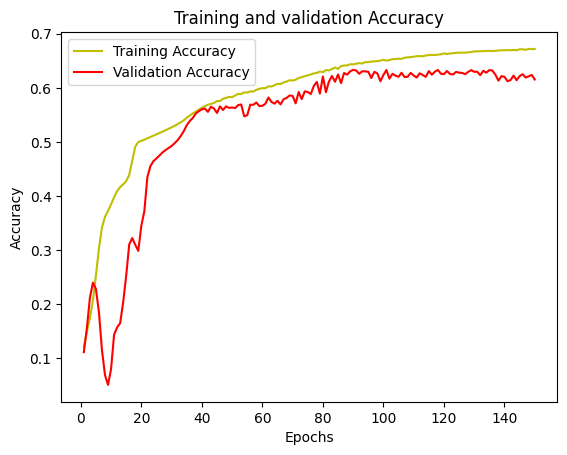 Training and validation Accuracy
Training Accuracy
Validation Accuracy
Accuracy
0.7
0.6
0.5
0.4
0.3
0.2
0.1
0 20 40 60 80 100 120 140
Epochs